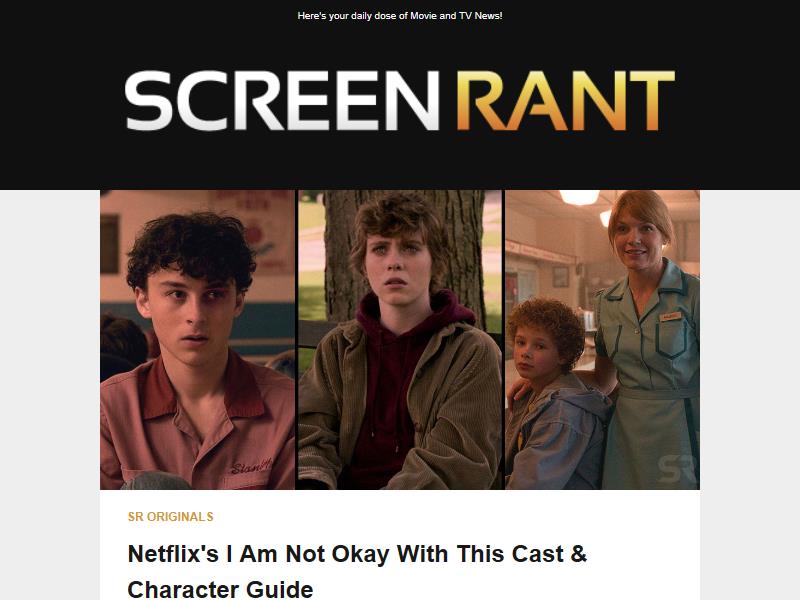 Here's your daily dose of Movie and TV News!
SCREEN RANT
SR
SR ORIGINALS
Netflix's I Am Not Okay With This Cast &
Character Guide